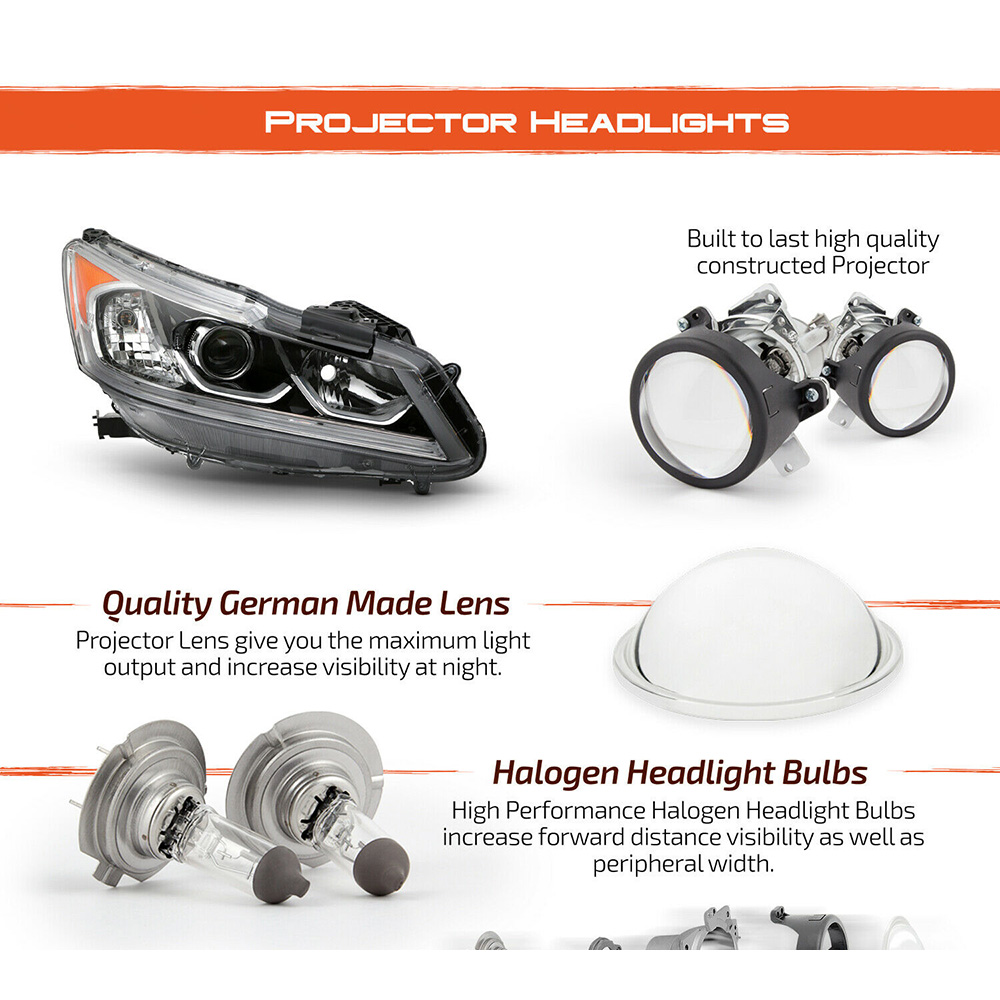 Projector Headlights
Built to last high quality
constructed Projector
Quality German Made Lens
Projector Lens give you the maximum light
output and increase visibility at night.
Halogen Headlight Bulbs
High Performance Halogen Headlight Bulbs
increase forward distance visibility as well as
peripheral width.